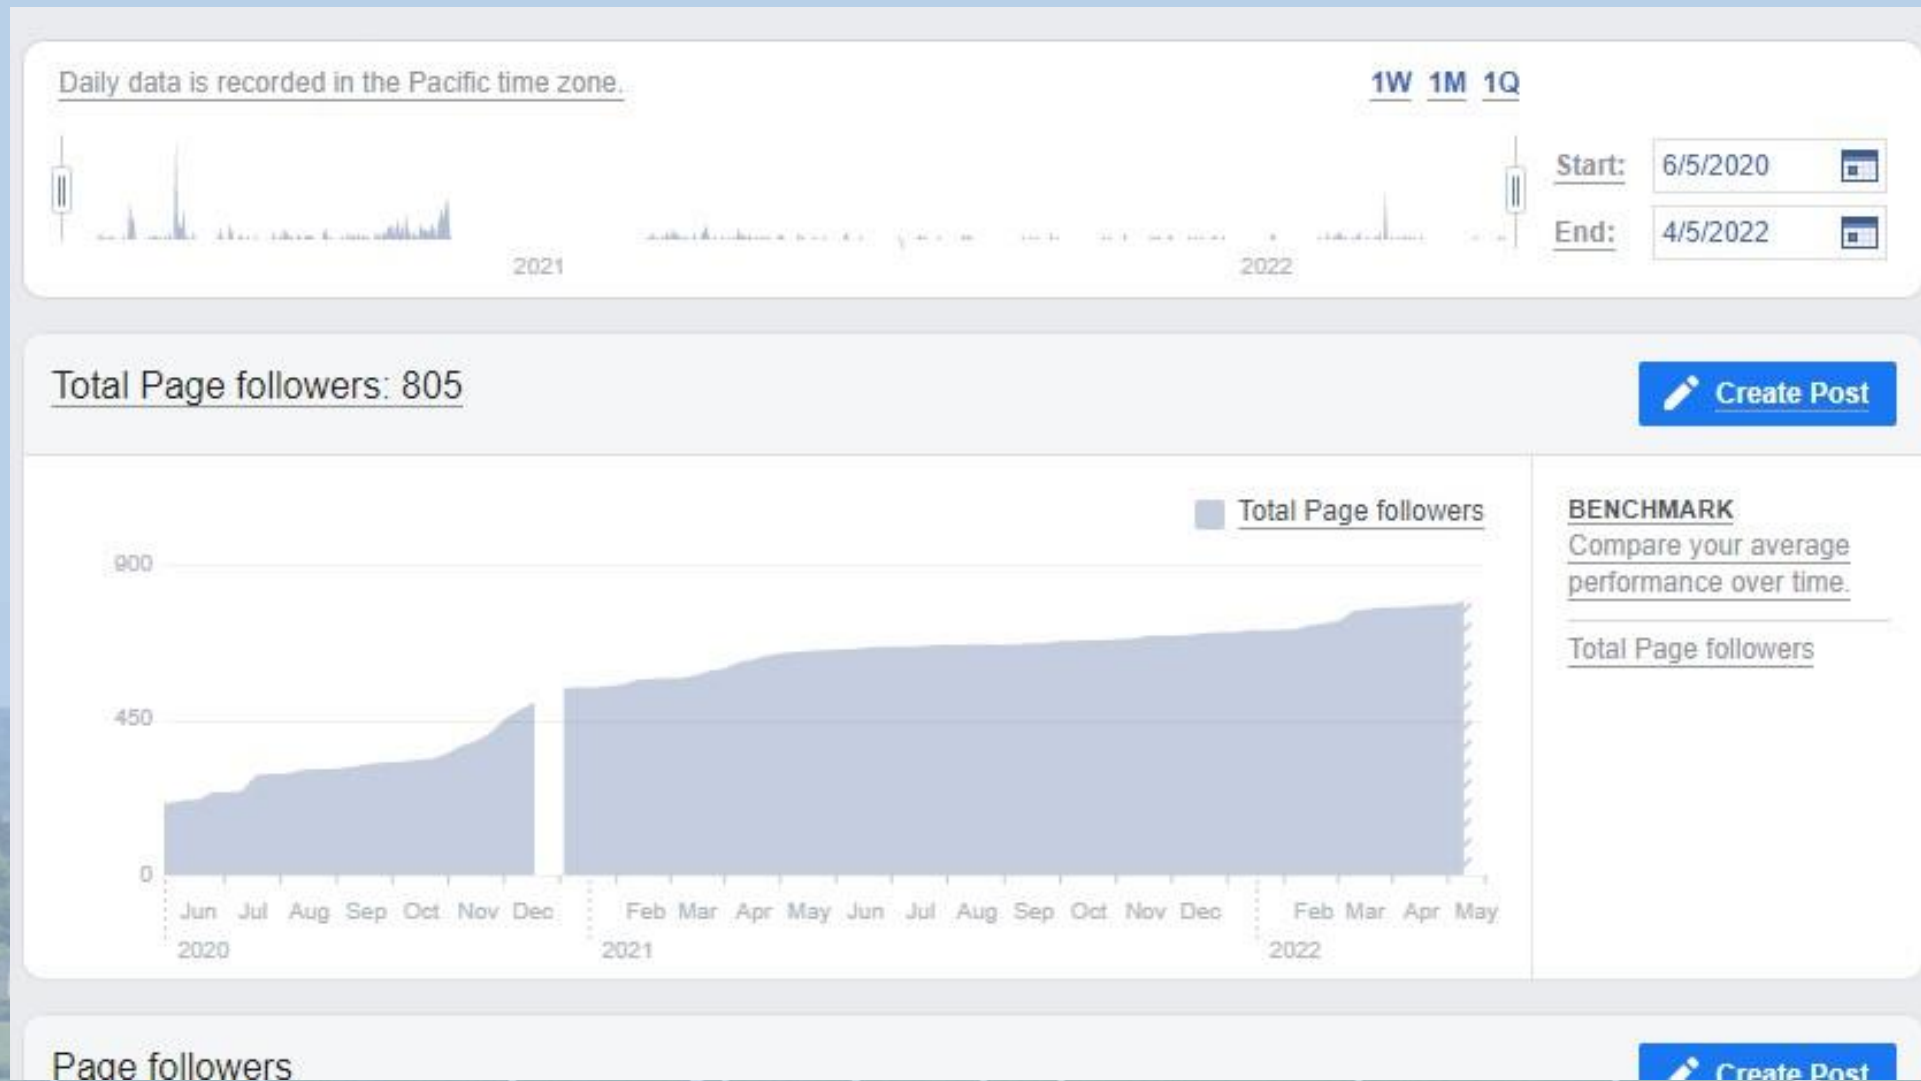 Daily data is recorded in the Pacific time zone.
1W 1M 1Q
Start: 6/5/2020
End: 4/5/2022
2021 2022
Total Page followers: 805
Create Post
Total Page followers
BENCHMARK
Compare your average
performance over time.
Total Page followers
900
450
0
Jun Jul Aug Sep Oct Nov Dec Feb Mar Apr May Jun Jul Aug Sep Oct Nov Dec Feb Mar Apr May
2020 2021 2022
Page followers
Create Post